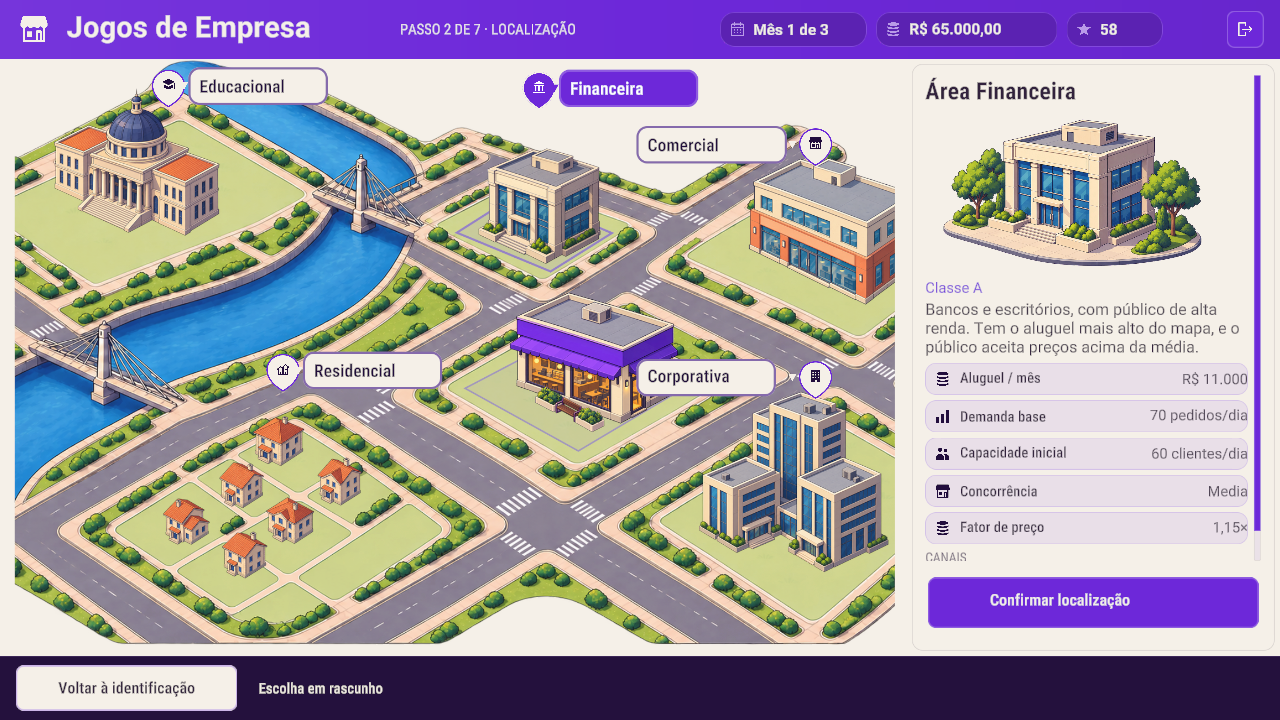 Jogos de Empresa
PASSO 2 DE 7 · LOCALIZAÇÃO
Mês 1 de 3
R$ 65.000,00
58
Educacional
Financeira
Comercial
Residencial
Corporativa
Área Financeira
Classe A
Bancos e escritórios, com público de alta
renda. Tem o aluguel mais alto do mapa, e o
público aceita preços acima da média.
Aluguel / mês R$ 11.000
Demanda base 70 pedidos/dia
Capacidade inicial 60 clientes/dia
Concorrência Media
Fator de preço 1,15×
CANAIS
Confirmar localização
Voltar à identificação
Escolha em rascunho